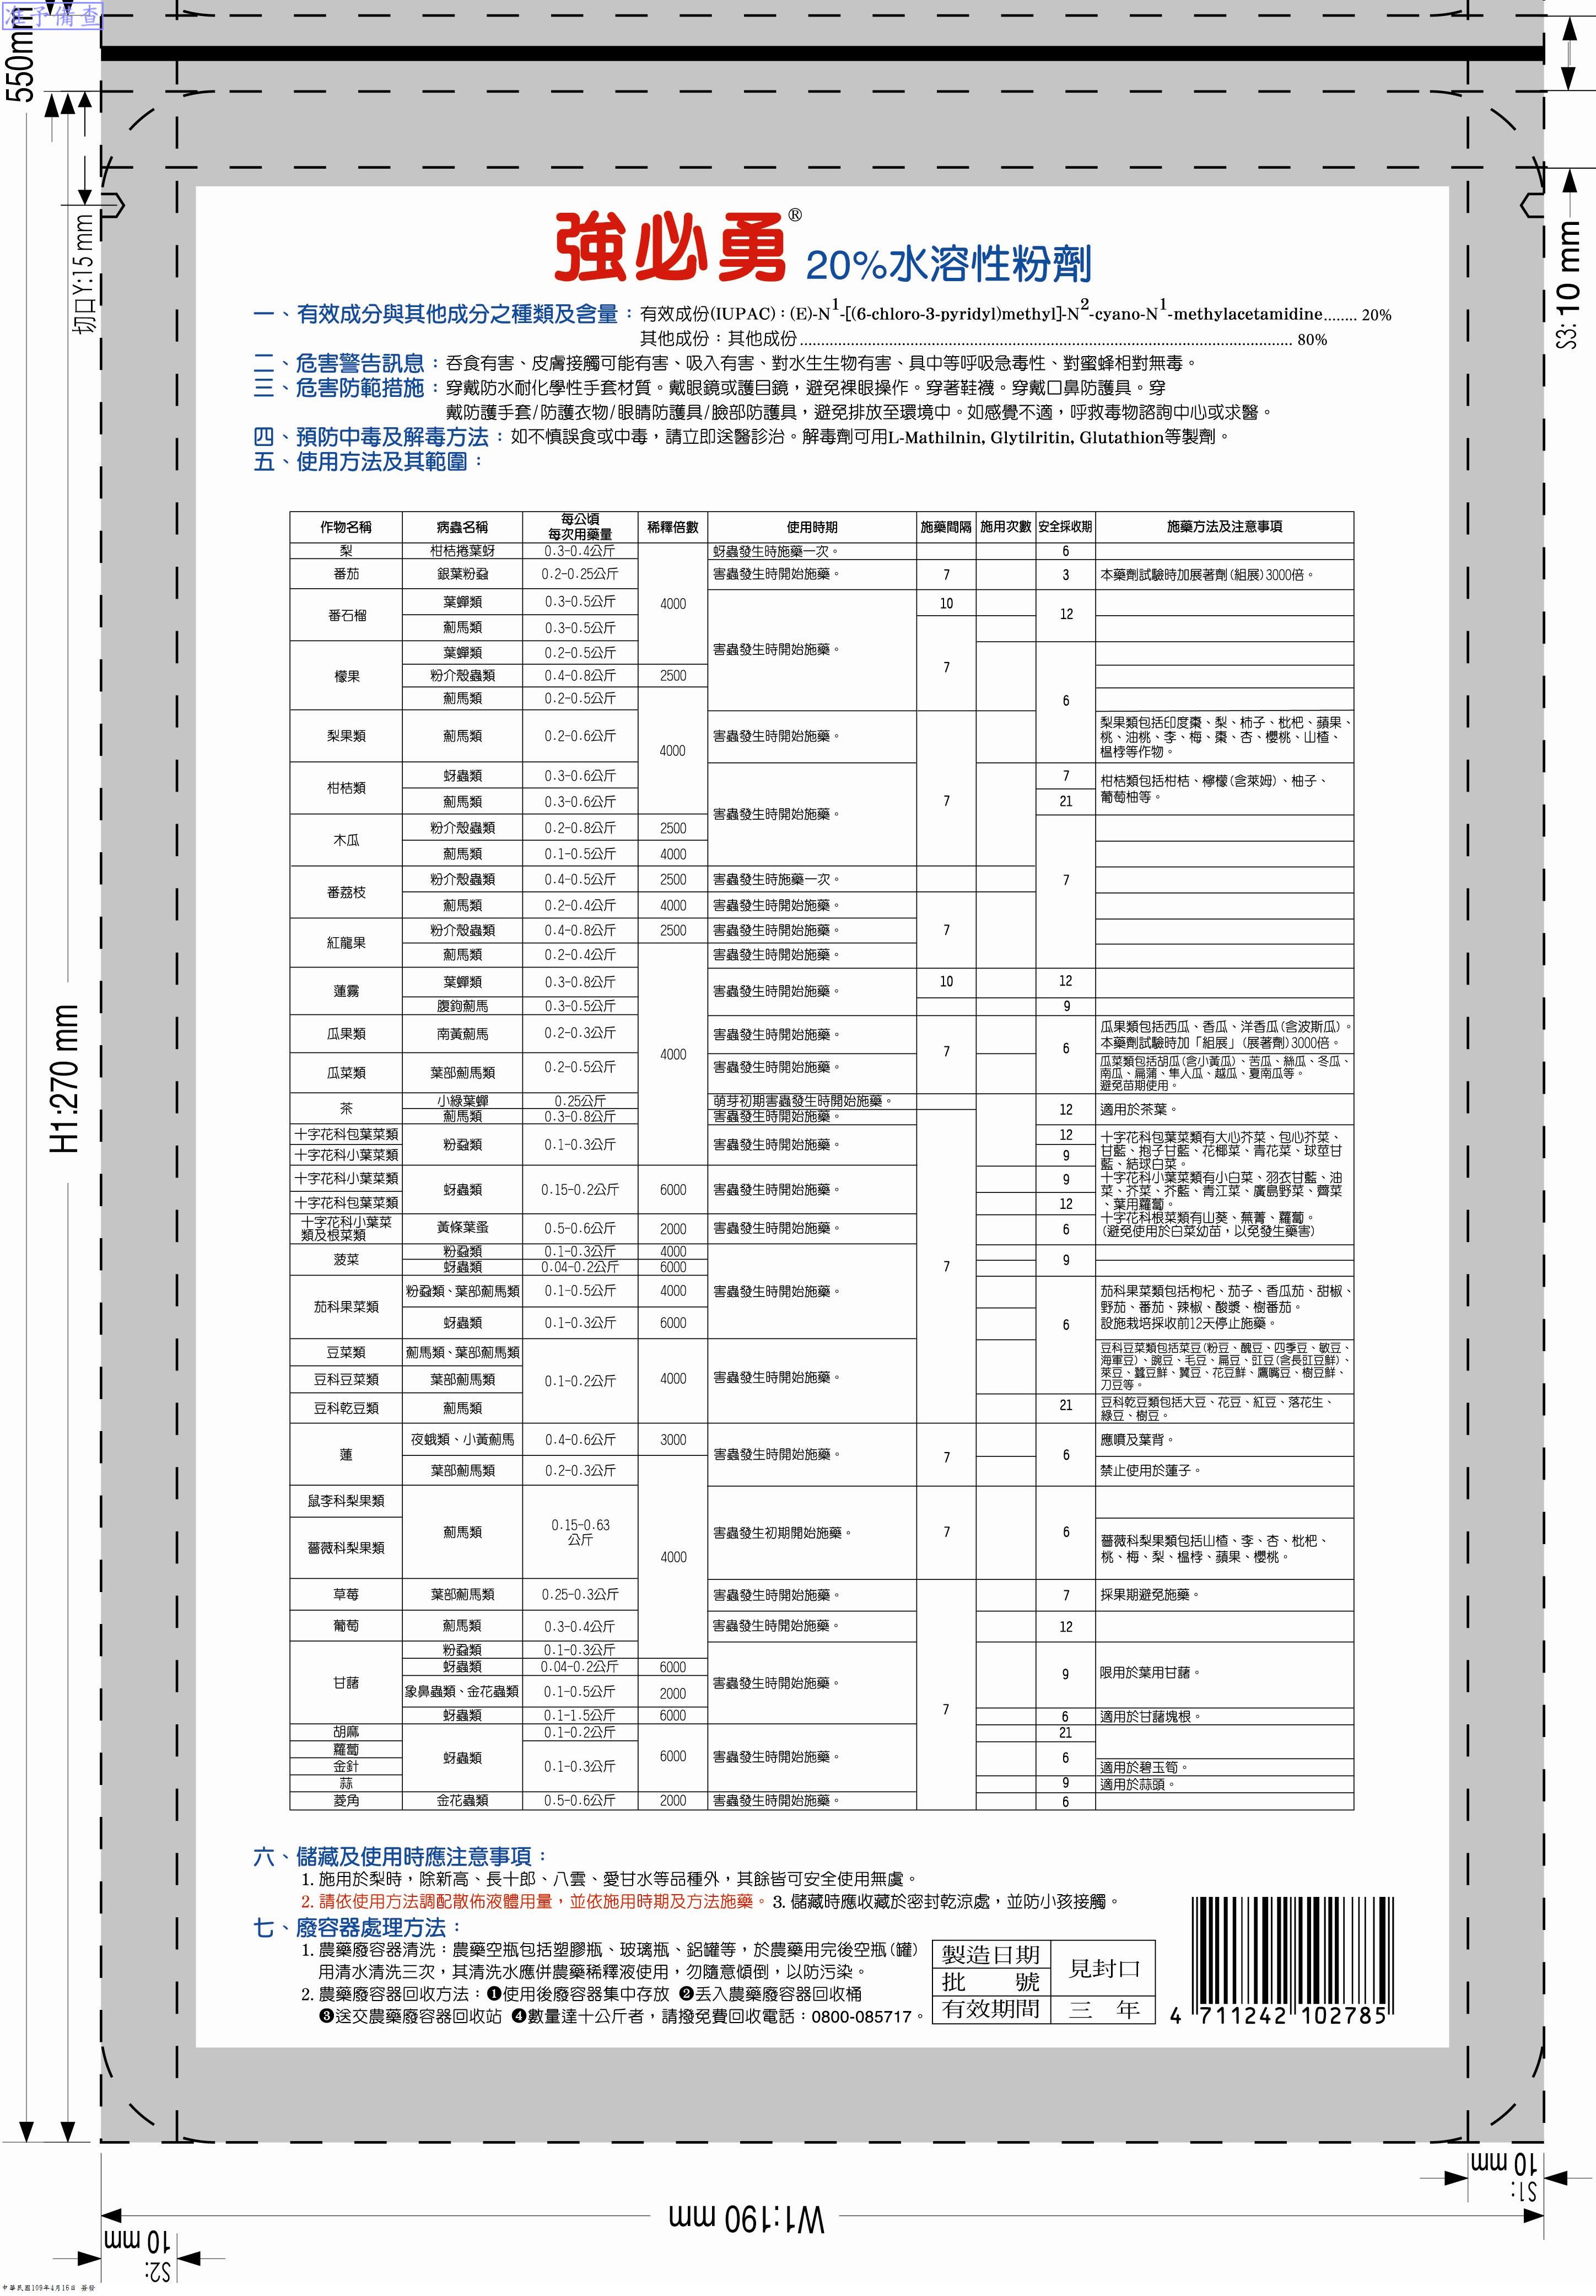 准予備查
550mm
切口Y:15mm
H1:270 mm
S3:10 mm
強必勇® 20%水溶性粉劑
一、有效成分與其他成分之種類及含量：有效成份(IUPAC)：(E)-N1-[(6-chloro-3-pyridyl)methyl]-N2-cyano-N1-methylacetamidine........ 20%
其他成份：其他成份........ 80%
二、危害警告訊息：吞食有害、皮膚接觸可能有害、吸入有害、對水生生物有害、具中等呼吸急毒性、對蜜蜂相對無毒。
三、危害防範措施：穿戴防水耐化學性手套材質。戴眼鏡或護目鏡，避免裸眼操作。穿著鞋襪。穿戴口鼻防護具。穿
戴防護手套/防護衣物/眼睛防護具/臉部防護具，避免排放至環境中。如感覺不適，呼救毒物諮詢中心或求醫。
四、預防中毒及解毒方法：如不慎誤食或中毒，請立即送醫診治。解毒劑可用L-Mathilnin, Glytilritin, Glutathion等製劑。
五、使用方法及其範圍：
作物名稱 病蟲名稱 每公頃每次用藥量 稀釋倍數 使用時期 施藥間隔 施用次數 安全採收期 施藥方法及注意事項
梨 柑桔捲葉蚜 0.3-0.4公斤 蚜蟲發生時施藥一次。 6
番茄 銀葉粉蝨 0.2-0.25公斤 害蟲發生時開始施藥。 7 3 本藥劑試驗時加展著劑(組展)3000倍。
番石榴 葉蟬類 0.3-0.5公斤 4000 10 12
薊馬類 0.3-0.5公斤
檬果 葉蟬類 0.2-0.5公斤 害蟲發生時開始施藥。 7
粉介殼蟲類 0.4-0.8公斤 2500
薊馬類 0.2-0.5公斤 6
梨果類 薊馬類 0.2-0.6公斤 4000 害蟲發生時開始施藥。
梨果類包括印度棗、梨、柿子、枇杷、蘋果、
桃、油桃、李、梅、棗、杏、櫻桃、山楂、
榲桲等作物。
柑桔類 蚜蟲類 0.3-0.6公斤 7
薊馬類 0.3-0.6公斤 7 21
柑桔類包括柑桔、檸檬(含萊姆)、柚子、
葡萄柚等。
害蟲發生時開始施藥。
木瓜 粉介殼蟲類 0.2-0.8公斤 2500
薊馬類 0.1-0.5公斤 4000
番荔枝 粉介殼蟲類 0.4-0.5公斤 2500 害蟲發生時施藥一次。 7
薊馬類 0.2-0.4公斤 4000 害蟲發生時開始施藥。
紅龍果 粉介殼蟲類 0.4-0.8公斤 2500 害蟲發生時開始施藥。 7
薊馬類 0.2-0.4公斤 害蟲發生時開始施藥。
蓮霧 葉蟬類 0.3-0.8公斤 害蟲發生時開始施藥。 10 12
腹鉤薊馬 0.3-0.5公斤 9
瓜果類 南黃薊馬 0.2-0.3公斤 害蟲發生時開始施藥。
瓜果類包括西瓜、香瓜、洋香瓜(含波斯瓜)。
本藥劑試驗時加「組展」(展著劑)3000倍。
4000 7 6
瓜菜類 葉部薊馬類 0.2-0.5公斤 害蟲發生時開始施藥。
瓜菜類包括胡瓜(含小黃瓜)、苦瓜、絲瓜、冬瓜、
南瓜、扁蒲、隼人瓜、越瓜、夏南瓜等。
避免苗期使用。
茶 小綠葉蟬 0.25公斤 萌芽初期害蟲發生時開始施藥。
薊馬類 0.3-0.8公斤 害蟲發生時開始施藥。 12 適用於茶葉。
十字花科包葉菜類 12
粉蝨類 0.1-0.3公斤 害蟲發生時開始施藥。
十字花科小葉菜類 9
十字花科小葉菜類 9
蚜蟲類 0.15-0.2公斤 6000 害蟲發生時開始施藥。
十字花科包葉菜類 12
十字花科包葉菜類有大心芥菜、包心芥菜、
甘藍、抱子甘藍、花椰菜、青花菜、球莖甘
藍、結球白菜。
十字花科小葉菜類有小白菜、羽衣甘藍、油
菜、芥菜、芥藍、青江菜、廣島野菜、薺菜
、葉用蘿蔔。
十字花科根菜類有山葵、蕪菁、蘿蔔。
(避免使用於白菜幼苗，以免發生藥害)
十字花科小葉菜類及根菜類 黃條葉蚤 0.5-0.6公斤 2000 害蟲發生時開始施藥。 6
菠菜 粉蝨類 0.1-0.3公斤 4000 9
蚜蟲類 0.04-0.2公斤 6000 7
茄科果菜類 粉蝨類、葉部薊馬類 0.1-0.5公斤 4000 害蟲發生時開始施藥。
蚜蟲類 0.1-0.3公斤 6000 6
茄科果菜類包括枸杞、茄子、香瓜茄、甜椒、
野茄、番茄、辣椒、酸漿、樹番茄。
設施栽培採收前12天停止施藥。
豆菜類 薊馬類、葉部薊馬類
豆科豆菜類 葉部薊馬類 0.1-0.2公斤 4000 害蟲發生時開始施藥。
豆科豆菜類包括菜豆(粉豆、醜豆、四季豆、敏豆、
海軍豆)、豌豆、毛豆、扁豆、豇豆(含長豇豆鮮)、
萊豆、蠶豆鮮、翼豆、花豆鮮、鷹嘴豆、樹豆鮮、
刀豆等。
豆科乾豆類 薊馬類 21
豆科乾豆類包括大豆、花豆、紅豆、落花生、
綠豆、樹豆。
蓮 夜蛾類、小黃薊馬 0.4-0.6公斤 3000 害蟲發生時開始施藥。 7 6 應噴及葉背。
葉部薊馬類 0.2-0.3公斤 禁止使用於蓮子。
鼠李科梨果類
薊馬類 0.15-0.63公斤 4000 害蟲發生初期開始施藥。 7 6
薔薇科梨果類
薔薇科梨果類包括山楂、李、杏、枇杷、
桃、梅、梨、榲桲、蘋果、櫻桃。
草莓 葉部薊馬類 0.25-0.3公斤 害蟲發生時開始施藥。 7 採果期避免施藥。
葡萄 薊馬類 0.3-0.4公斤 害蟲發生時開始施藥。 12
甘藷 粉蝨類 0.1-0.3公斤
蚜蟲類 0.04-0.2公斤 6000 害蟲發生時開始施藥。 9 限用於葉用甘藷。
象鼻蟲類、金花蟲類 0.1-0.5公斤 2000
蚜蟲類 0.1-1.5公斤 6000 7 6 適用於甘藷塊根。
胡麻 0.1-0.2公斤 21
蘿蔔 蚜蟲類 0.1-0.3公斤 6000 害蟲發生時開始施藥。 6
金針 適用於碧玉筍。
蒜 9 適用於蒜頭。
菱角 金花蟲類 0.5-0.6公斤 2000 害蟲發生時開始施藥。 6
六、儲藏及使用時應注意事項：
1. 施用於梨時，除新高、長十郎、八雲、愛甘水等品種外，其餘皆可安全使用無虞。
2. 請依使用方法調配散佈液體用量，並依施用時期及方法施藥。3. 儲藏時應收藏於密封乾涼處，並防小孩接觸。
七、廢容器處理方法：
1. 農藥廢容器清洗：農藥空瓶包括塑膠瓶、玻璃瓶、鋁罐等，於農藥用完後空瓶(罐)
用清水清洗三次，其清洗水應併農藥稀釋液使用，勿隨意傾倒，以防污染。
2. 農藥廢容器回收方法：❶使用後廢容器集中存放 ❷丟入農藥廢容器回收桶
❸送交農藥廢容器回收站 ❹數量達十公斤者，請撥免費回收電話：0800-085717。
製造日期 見封口
批 號
有效期間 三 年
4 711242 102785
S1: 10 mm
W1:190 mm
S2: 10 mm
中華民國109年4月16日 簽發